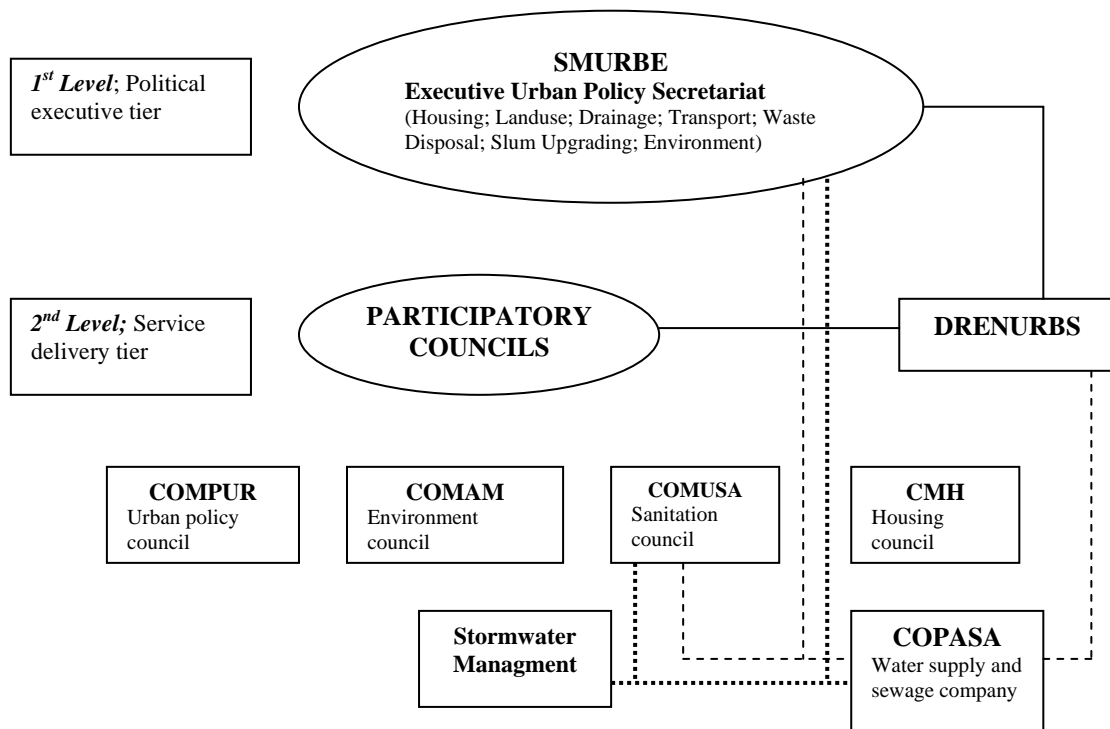 1st Level; Political
executive tier
SMURBE
Executive Urban Policy Secretariat
(Housing; Landuse; Drainage; Transport; Waste
Disposal; Slum Upgrading; Environment)
2nd Level; Service
delivery tier
PARTICIPATORY
COUNCILS
DRENURBS
COMPUR
Urban policy
council
COMAM
Environment
council
COMUSA
Sanitation
council
CMH
Housing
council
Stormwater
Managment
COPASA
Water supply and
sewage company